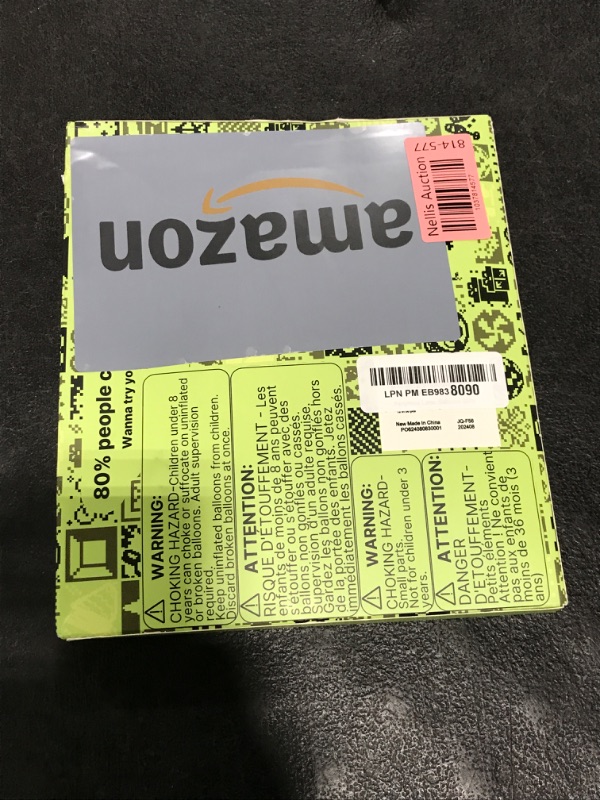 amazon
Nellis Auction
814-577
1037814577
LPN PM EB9838090
New Made in China
PO624080830001
JQ-F58
202408
80% people c
Wanna try yo
WARNING:
CHOKING HAZARD-Children under 8
years can choke or suffocate on uninflated
or broken balloons. Adult supervision
required.
Keep uninflated balloons from children.
Discard broken balloons at once.
ATTENTION:
RISQUE D'ÉTOUFFEMENT - Les
enfants de moins de 8 ans peuvent
s'étouffer ou s'étouffer avec des
ballons non gonflés ou cassés.
Supervision d'un adulte requise.
Gardez les ballons non gonflés hors
de la portée des enfants. Jetez
immédiatement les ballons cassés.
WARNING:
CHOKING HAZARD-
Small parts.
Not for children under 3
years.
ATTENTION:
DANGER
D'ÉTOUFFEMENT-
Petits éléments
Attention ! Ne convient
pas aux enfants de
moins de 36 mois (3
ans)